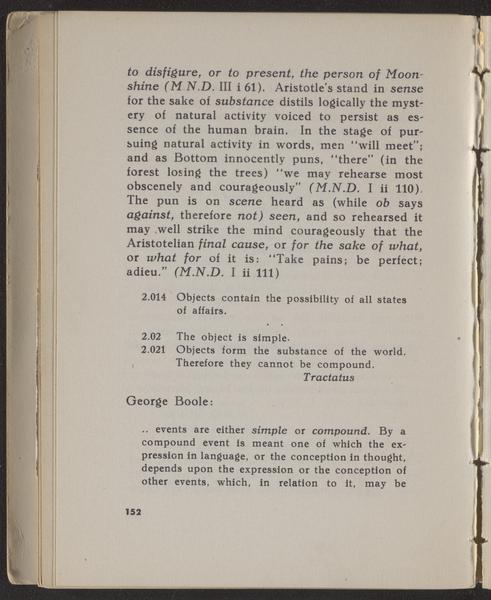 to disfigure, or to present, the person of Moon-
shine (M.N.D. III i 61). Aristotle's stand in sense
for the sake of substance distils logically the myst-
ery of natural activity voiced to persist as es-
sence of the human brain. In the stage of pur-
suing natural activity in words, men "will meet";
and as Bottom innocently puns, "there" (in the
forest losing the trees) "we may rehearse most
obscenely and courageously" (M.N.D. I ii 110).
The pun is on scene heard as (while ob says
against, therefore not) seen, and so rehearsed it
may well strike the mind courageously that the
Aristotelian final cause, or for the sake of what,
or what for of it is: "Take pains; be perfect;
adieu." (M.N.D. I ii 111)
2.014 Objects contain the possibility of all states
of affairs.
. .
2.02 The object is simple.
2.021 Objects form the substance of the world.
Therefore they cannot be compound.
Tractatus
George Boole:
.. events are either simple or compound. By a
compound event is meant one of which the ex-
pression in language, or the conception in thought,
depends upon the expression or the conception of
other events, which, in relation to it, may be
152